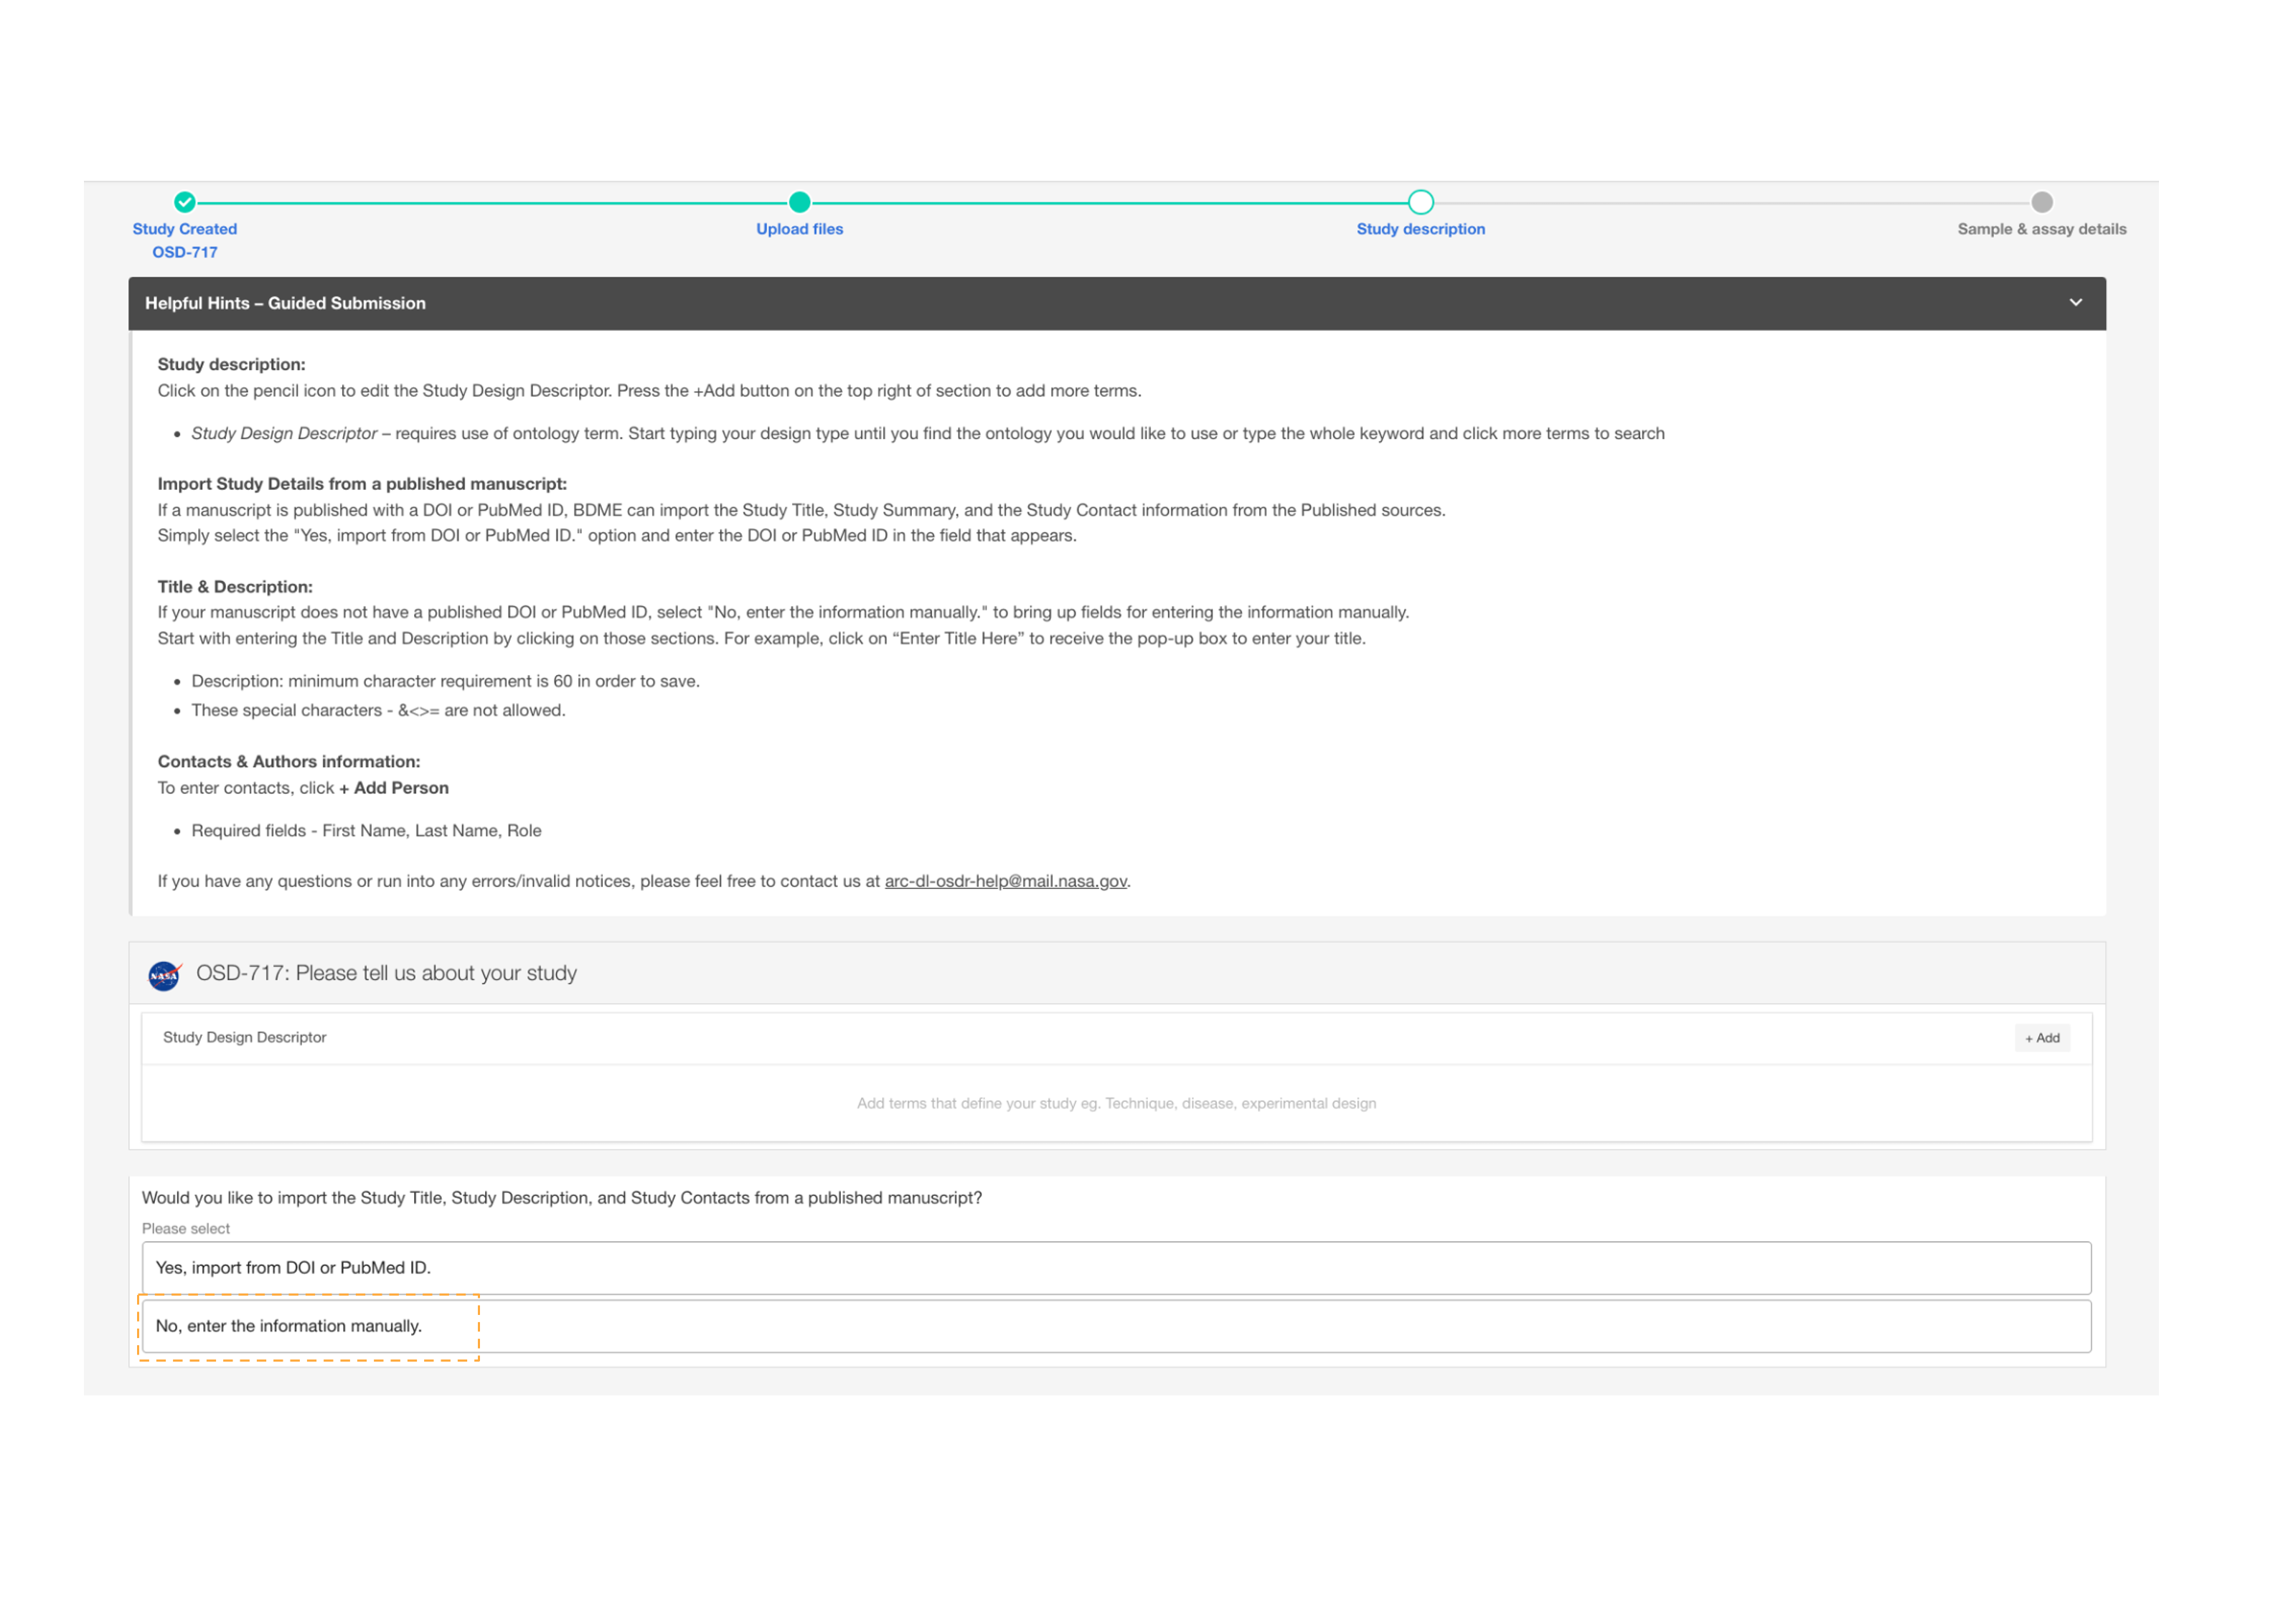 Study Created
OSD-717
Upload files
Study description
Sample & assay details
Helpful Hints – Guided Submission
Study description:
Click on the pencil icon to edit the Study Design Descriptor. Press the +Add button on the top right of section to add more terms.
• Study Design Descriptor – requires use of ontology term. Start typing your design type until you find the ontology you would like to use or type the whole keyword and click more terms to search
Import Study Details from a published manuscript:
If a manuscript is published with a DOI or PubMed ID, BDME can import the Study Title, Study Summary, and the Study Contact information from the Published sources.
Simply select the "Yes, import from DOI or PubMed ID." option and enter the DOI or PubMed ID in the field that appears.
Title & Description:
If your manuscript does not have a published DOI or PubMed ID, select "No, enter the information manually." to bring up fields for entering the information manually.
Start with entering the Title and Description by clicking on those sections. For example, click on “Enter Title Here” to receive the pop-up box to enter your title.
• Description: minimum character requirement is 60 in order to save.
• These special characters - &<>= are not allowed.
Contacts & Authors information:
To enter contacts, click + Add Person
• Required fields - First Name, Last Name, Role
If you have any questions or run into any errors/invalid notices, please feel free to contact us at arc-dl-osdr-help@mail.nasa.gov.
NASA
OSD-717: Please tell us about your study
Study Design Descriptor
+ Add
Add terms that define your study eg. Technique, disease, experimental design
Would you like to import the Study Title, Study Description, and Study Contacts from a published manuscript?
Please select
Yes, import from DOI or PubMed ID.
No, enter the information manually.